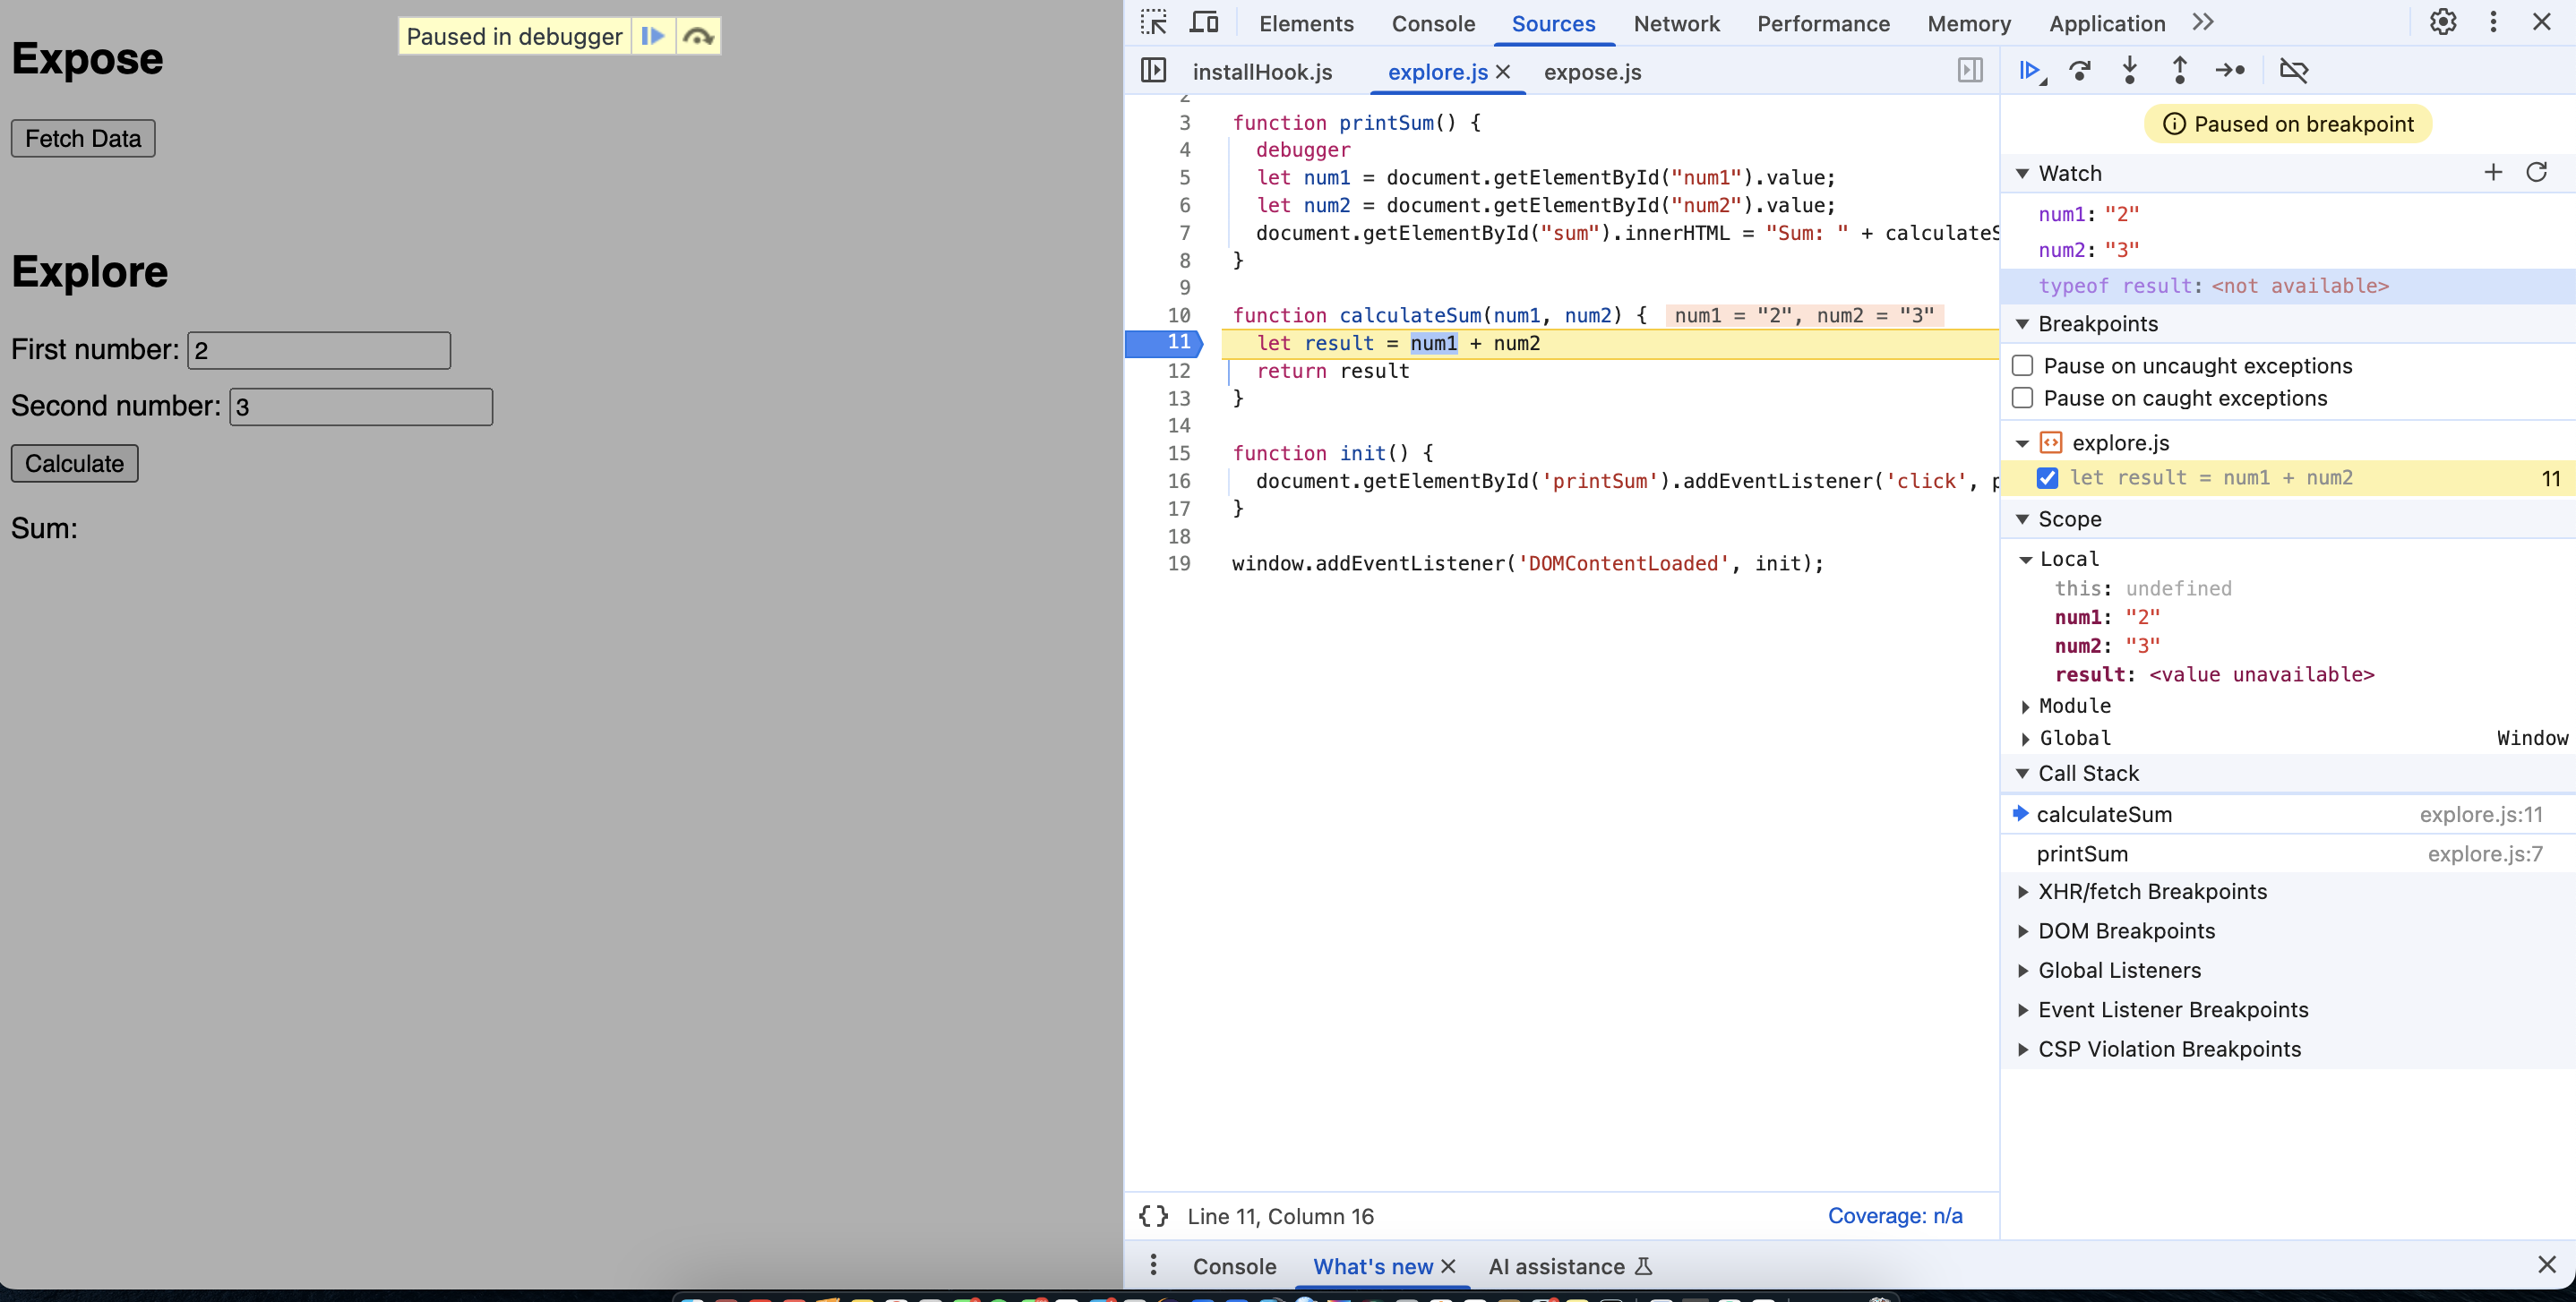 Expose
Paused in debugger
Fetch Data
Explore
First number: 2
Second number: 3
Calculate
Sum:
Elements Console Sources Network Performance Memory Application
installHook.js explore.js expose.js
3 function printSum() {
4 debugger
5 let num1 = document.getElementById("num1").value;
6 let num2 = document.getElementById("num2").value;
7 document.getElementById("sum").innerHTML = "Sum: " + calculateS
8 }
9
10 function calculateSum(num1, num2) { num1 = "2", num2 = "3"
11 let result = num1 + num2
12 return result
13 }
14
15 function init() {
16 document.getElementById('printSum').addEventListener('click', p
17 }
18
19 window.addEventListener('DOMContentLoaded', init);
{} Line 11, Column 16 Coverage: n/a
Paused on breakpoint
Watch
num1: "2"
num2: "3"
typeof result: <not available>
Breakpoints
Pause on uncaught exceptions
Pause on caught exceptions
explore.js
let result = num1 + num2 11
Scope
Local
this: undefined
num1: "2"
num2: "3"
result: <value unavailable>
Module
Global Window
Call Stack
calculateSum explore.js:11
printSum explore.js:7
XHR/fetch Breakpoints
DOM Breakpoints
Global Listeners
Event Listener Breakpoints
CSP Violation Breakpoints
Console What's new AI assistance